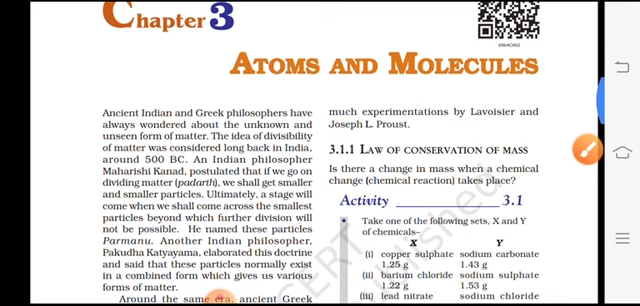 Chapter 3
0964CH03
ATOMS AND MOLECULES
Ancient Indian and Greek philosophers have
always wondered about the unknown and
unseen form of matter. The idea of divisibility
of matter was considered long back in India,
around 500 BC. An Indian philosopher
Maharishi Kanad, postulated that if we go on
dividing matter (padarth), we shall get smaller
and smaller particles. Ultimately, a stage will
come when we shall come across the smallest
particles beyond which further division will
not be possible. He named these particles
Parmanu. Another Indian philosopher,
Pakudha Katyayama, elaborated this doctrine
and said that these particles normally exist
in a combined form which gives us various
forms of matter.
Around the same era, ancient Greek
much experimentations by Lavoisier and
Joseph L. Proust.
3.1.1 LAW OF CONSERVATION OF MASS
Is there a change in mass when a chemical
change (chemical reaction) takes place?
Activity 3.1
• Take one of the following sets, X and Y
of chemicals–
X Y
(i) copper sulphate sodium carbonate
1.25 g 1.43 g
(ii) barium chloride sodium sulphate
1.22 g 1.53 g
(iii) lead nitrate sodium chloride